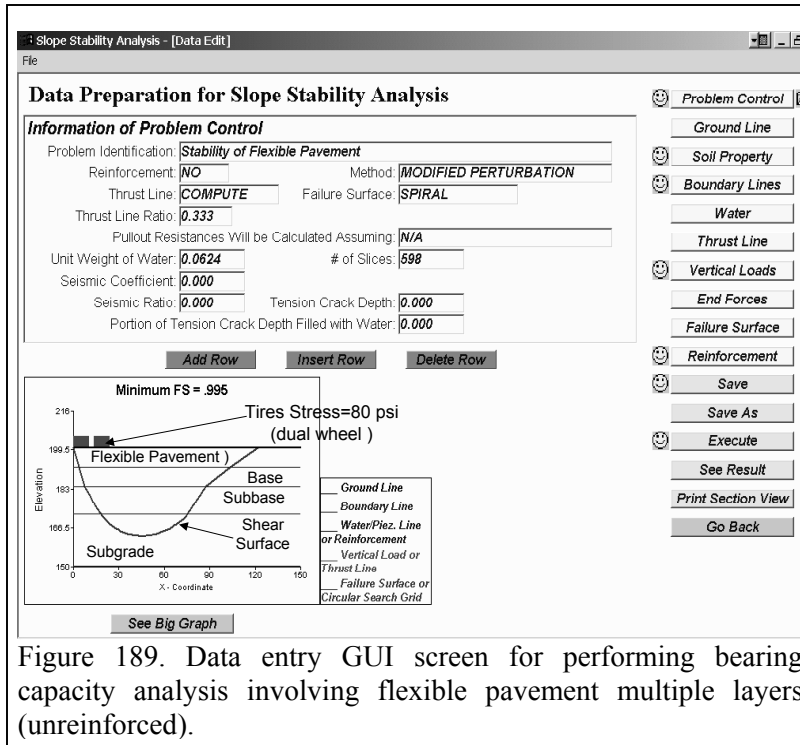 Slope Stability Analysis - [Data Edit]
File
Data Preparation for Slope Stability Analysis
Information of Problem Control
Problem Identification: Stability of Flexible Pavement
Reinforcement: NO Method: MODIFIED PERTURBATION
Thrust Line: COMPUTE Failure Surface: SPIRAL
Thrust Line Ratio: 0.333
Pullout Resistances Will be Calculated Assuming: N/A
Unit Weight of Water: 0.0624 # of Slices: 598
Seismic Coefficient: 0.000
Seismic Ratio: 0.000 Tension Crack Depth: 0.000
Portion of Tension Crack Depth Filled with Water: 0.000
Add Row Insert Row Delete Row
Problem Control
Ground Line
Soil Property
Boundary Lines
Water
Thrust Line
Vertical Loads
End Forces
Failure Surface
Reinforcement
Save
Save As
Execute
See Result
Print Section View
Go Back
Minimum FS = .995
Tires Stress=80 psi
(dual wheel )
Flexible Pavement )
Base
Subbase
Shear
Surface
Subgrade
Elevation
216
199.5
183
166.5
150
0 30 60 90 120 150
X - Coordinate
Ground Line
Boundary Line
Water/Piez. Line
or Reinforcement
Vertical Load or
Thrust Line
Failure Surface or
Circular Search Grid
See Big Graph
Figure 189. Data entry GUI screen for performing bearing
capacity analysis involving flexible pavement multiple layers
(unreinforced).